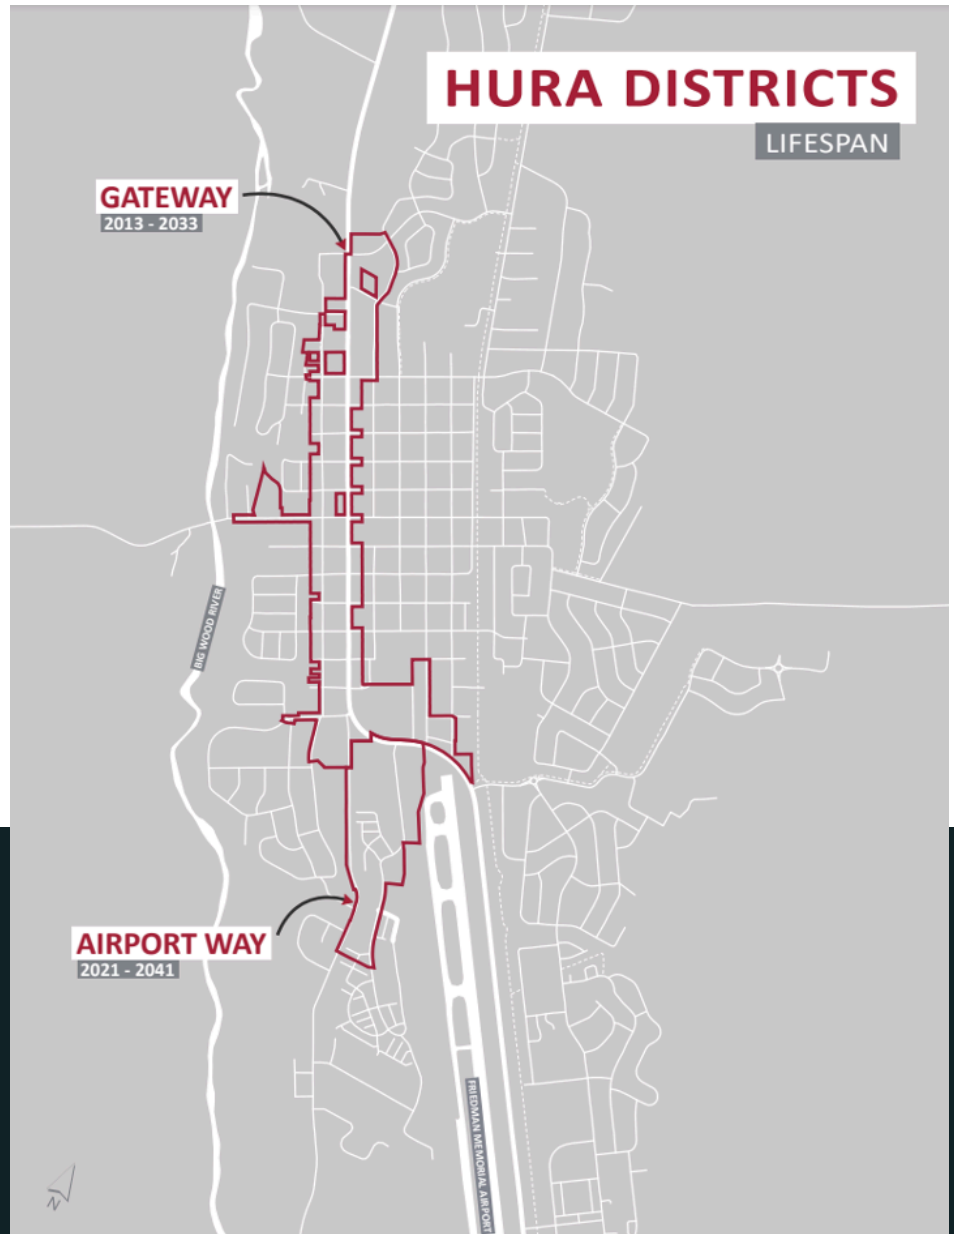 HURA DISTRICTS
LIFESPAN
GATEWAY
2013 - 2033
BIG WOOD RIVER
AIRPORT WAY
2021 - 2041
FRIEDMAN MEMORIAL AIRPORT
N